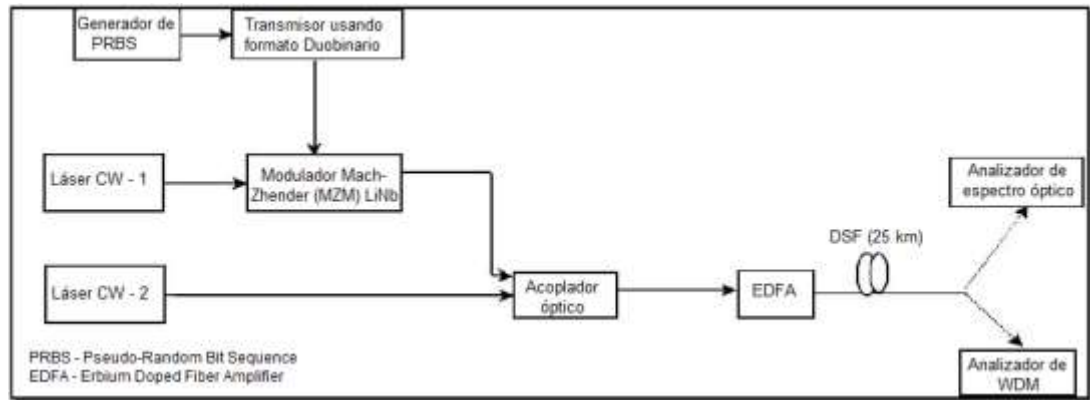 Generador de
PRBS
Transmisor usando
formato Duobinario
Láser CW - 1
Modulador Mach-
Zhender (MZM) LiNb
Analizador de
espectro óptico
DSF (25 km)
Láser CW - 2
Acoplador
óptico
EDFA
PRBS - Pseudo-Random Bit Sequence
EDFA - Erbium Doped Fiber Amplifier
Analizador de
WDM